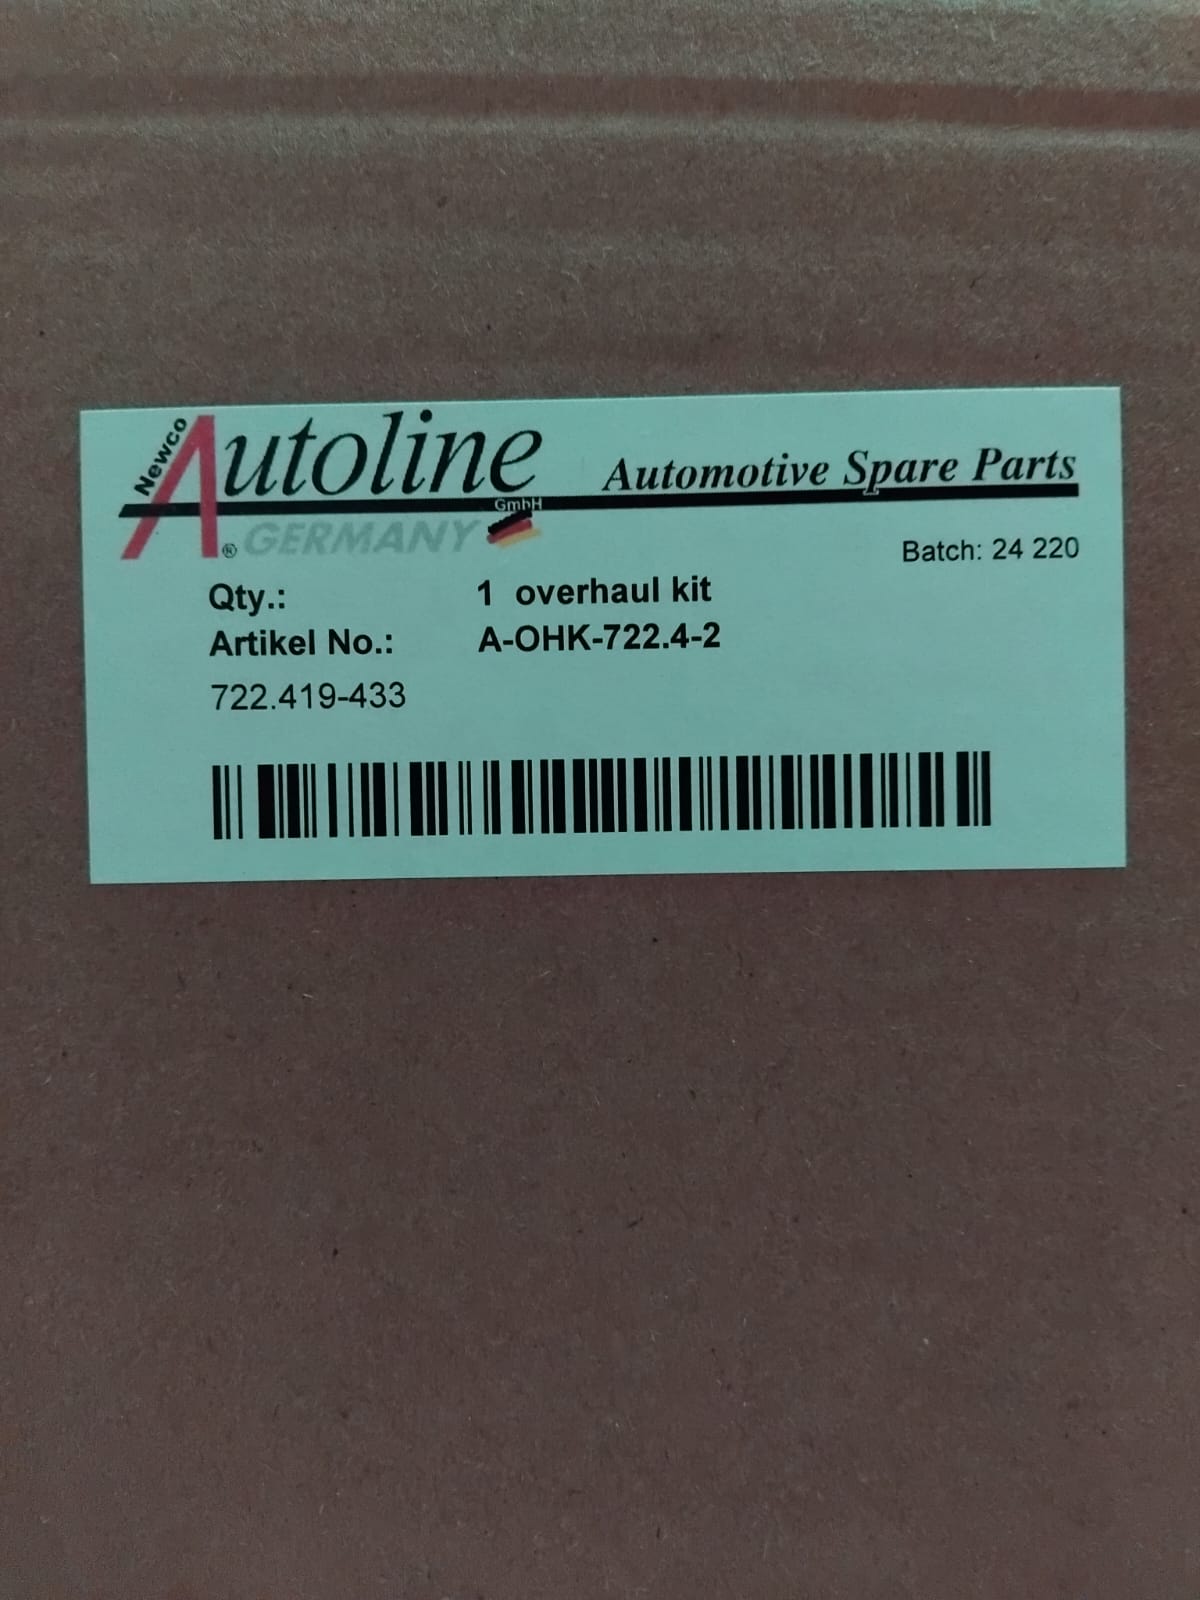 Newco Autoline GmbH
Automotive Spare Parts
® GERMANY
Batch: 24 220
Qty.: 1 overhaul kit
Artikel No.: A-OHK-722.4-2
722.419-433